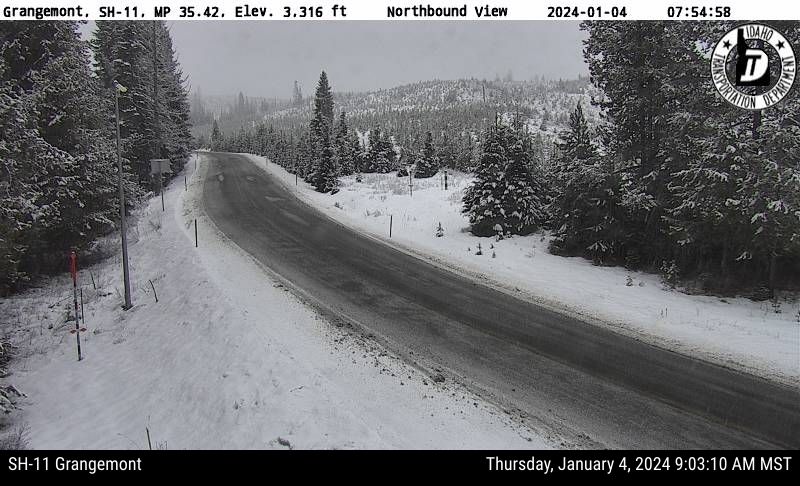 Grangemont, SH-11, MP 35.42, Elev. 3,316 ft Northbound View 2024-01-04 07:54:58
IDAHO
TRANSPORTATION DEPARTMENT
SH-11 Grangemont Thursday, January 4, 2024 9:03:10 AM MST